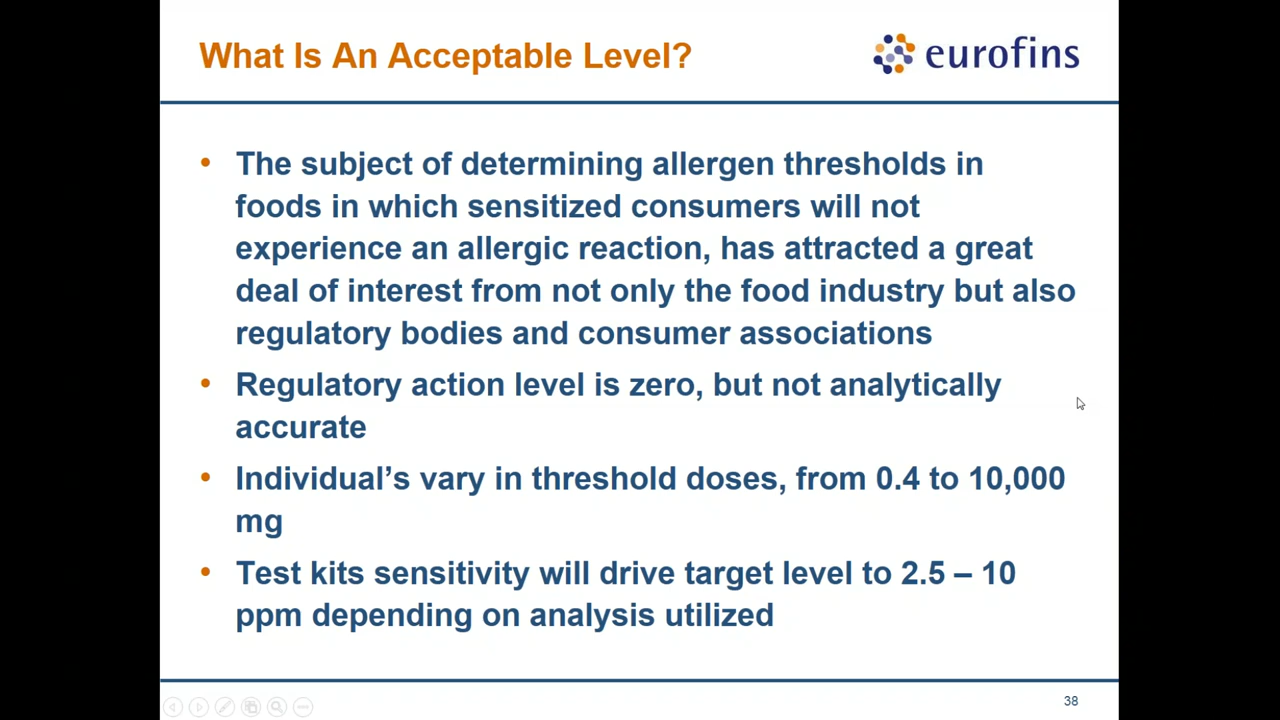 What Is An Acceptable Level?
eurofins
• The subject of determining allergen thresholds in
foods in which sensitized consumers will not
experience an allergic reaction, has attracted a great
deal of interest from not only the food industry but also
regulatory bodies and consumer associations
• Regulatory action level is zero, but not analytically
accurate
• Individual's vary in threshold doses, from 0.4 to 10,000
mg
• Test kits sensitivity will drive target level to 2.5 – 10
ppm depending on analysis utilized
38